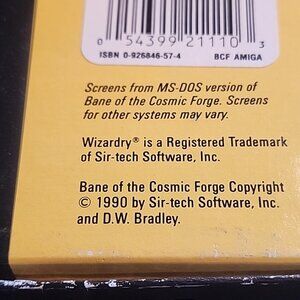 0 54399 21110 3
ISBN 0-926846-57-4 BCF AMIGA
Screens from MS-DOS version of
Bane of the Cosmic Forge. Screens
for other systems may vary.
Wizardry® is a Registered Trademark
of Sir-tech Software, Inc.
Bane of the Cosmic Forge Copyright
© 1990 by Sir-tech Software, Inc.
and D.W. Bradley.